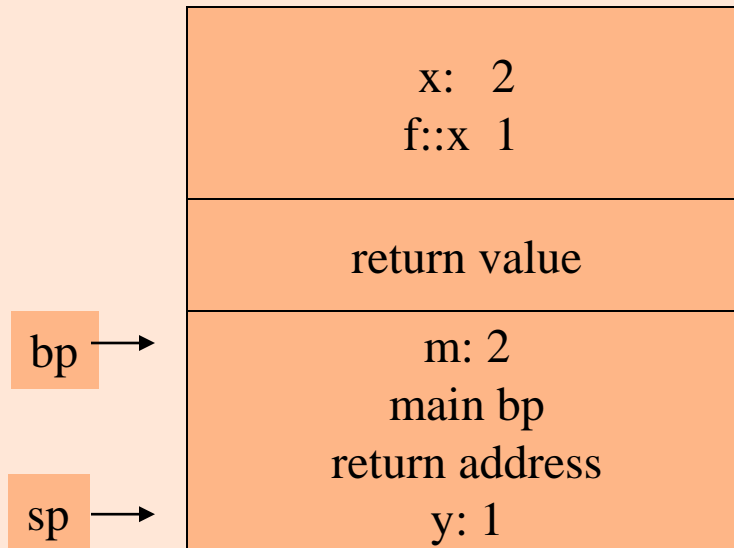 x: 2
f::x 1
return value
bp
m: 2
main bp
return address
sp
y: 1